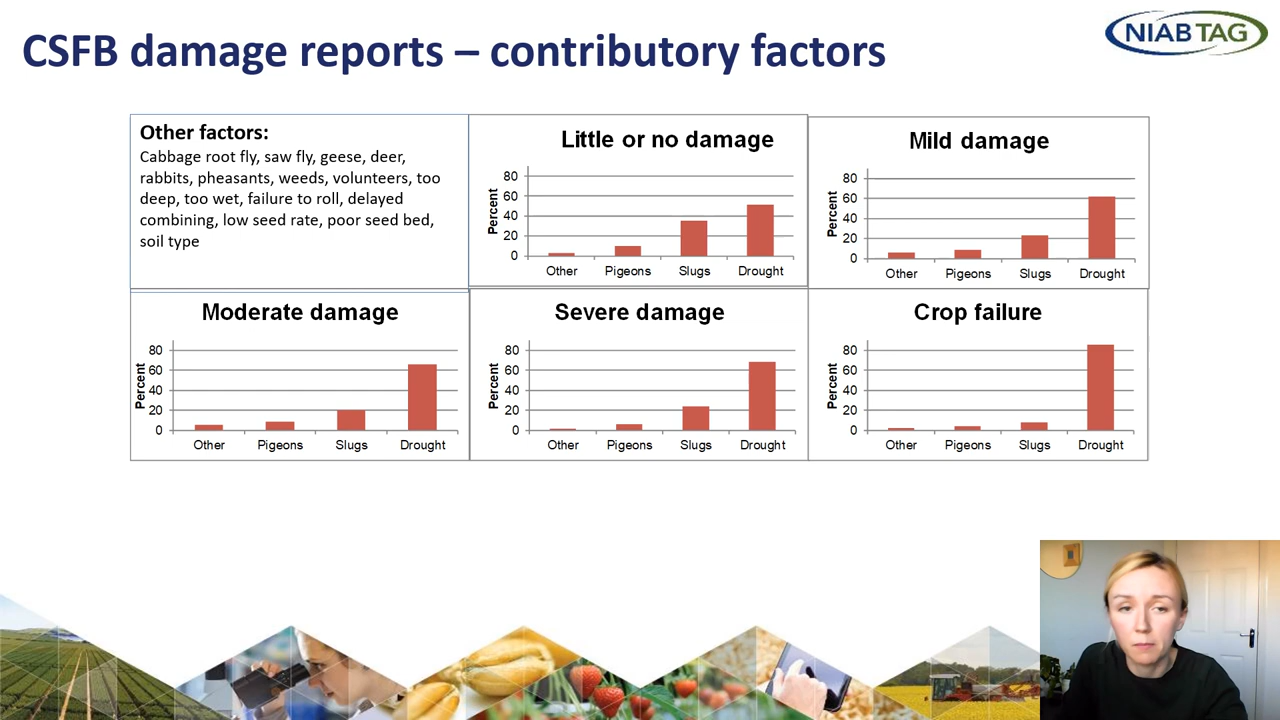 CSFB damage reports – contributory factors
NIAB TAG
Other factors:
Cabbage root fly, saw fly, geese, deer,
rabbits, pheasants, weeds, volunteers, too
deep, too wet, failure to roll, delayed
combining, low seed rate, poor seed bed,
soil type
Little or no damage
Percent
80
60
40
20
0
Other Pigeons Slugs Drought
Mild damage
Percent
80
60
40
20
0
Other Pigeons Slugs Drought
Moderate damage
Percent
80
60
40
20
0
Other Pigeons Slugs Drought
Severe damage
Percent
80
60
40
20
0
Other Pigeons Slugs Drought
Crop failure
Percent
80
60
40
20
0
Other Pigeons Slugs Drought